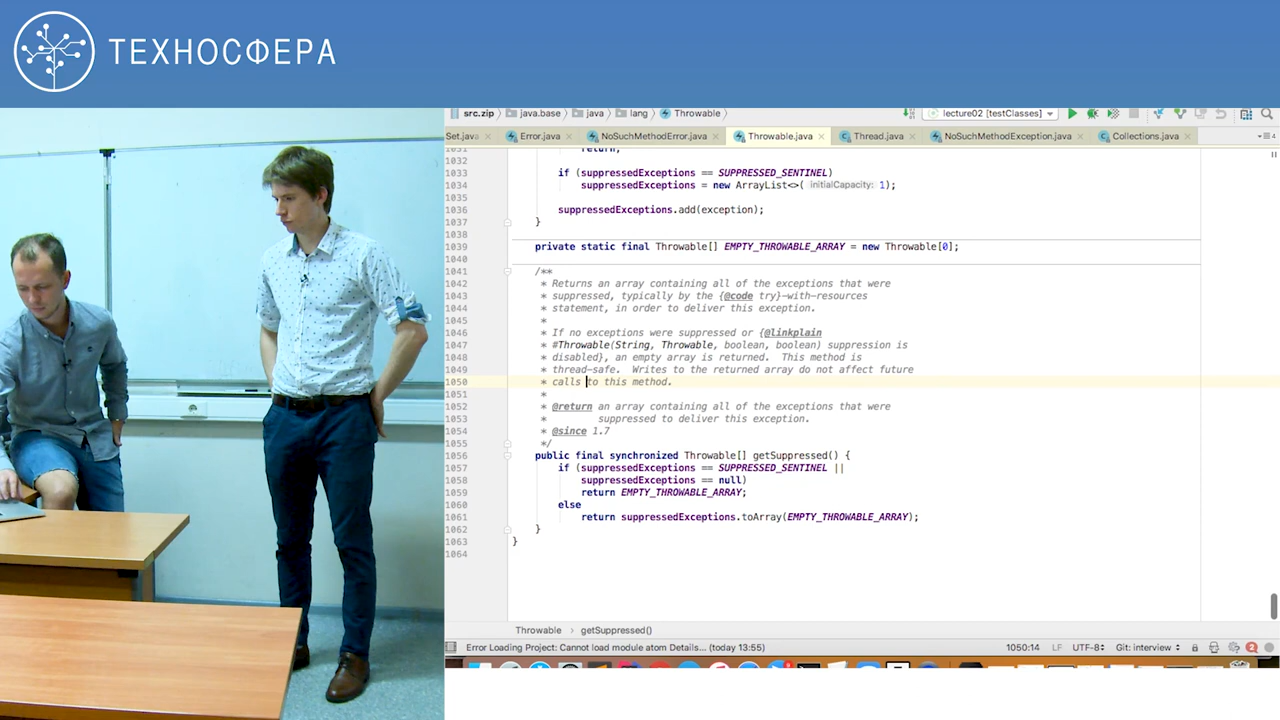 ТЕХНОСФЕРА
src.zip java.base java lang Throwable lecture02 [testClasses]
Set.java Error.java NoSuchMethodError.java Throwable.java Thread.java NoSuchMethodException.java Collections.java
1031 return;
1032
1033 if (suppressedExceptions == SUPPRESSED_SENTINEL)
1034 suppressedExceptions = new ArrayList<>( initialCapacity: 1);
1035
1036 suppressedExceptions.add(exception);
1037 }
1038
1039 private static final Throwable[] EMPTY_THROWABLE_ARRAY = new Throwable[0];
1040
1041 /**
1042 * Returns an array containing all of the exceptions that were
1043 * suppressed, typically by the {@code try}-with-resources
1044 * statement, in order to deliver this exception.
1045 *
1046 * If no exceptions were suppressed or {@linkplain
1047 * #Throwable(String, Throwable, boolean, boolean) suppression is
1048 * disabled}, an empty array is returned. This method is
1049 * thread-safe. Writes to the returned array do not affect future
1050 * calls to this method.
1051 *
1052 * @return an array containing all of the exceptions that were
1053 * suppressed to deliver this exception.
1054 * @since 1.7
1055 */
1056 public final synchronized Throwable[] getSuppressed() {
1057 if (suppressedExceptions == SUPPRESSED_SENTINEL ||
1058 suppressedExceptions == null)
1059 return EMPTY_THROWABLE_ARRAY;
1060 else
1061 return suppressedExceptions.toArray(EMPTY_THROWABLE_ARRAY);
1062 }
1063 }
1064
Throwable › getSuppressed()
Error Loading Project: Cannot load module atom Details... (today 13:55) 1050:14 LF UTF-8 Git: interview 2